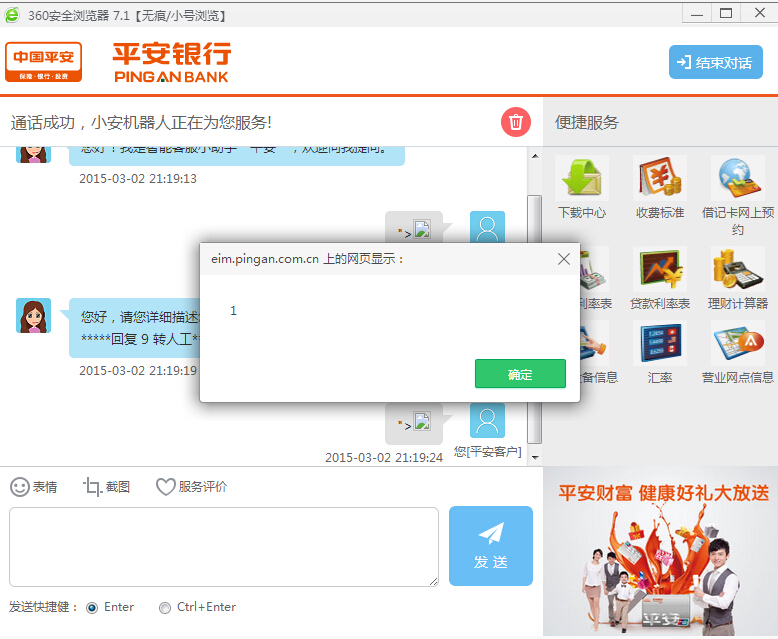 360安全浏览器 7.1【无痕/小号浏览】
中国平安
保险·银行·投资
平安银行
PINGAN BANK
结束对话
通话成功，小安机器人正在为您服务!
便捷服务
您好！我是智能客服小助手“平安”，欢迎向我提问。
2015-03-02 21:19:13
下载中心
收费标准
借记卡网上预约
">
eim.pingan.com.cn 上的网页显示：
1
确定
您好，请您详细描述
*****回复 9 转人工**
2015-03-02 21:19:19
利率表
贷款利率表
理财计算器
备信息
汇率
营业网点信息
">
2015-03-02 21:19:24
您[平安客户]
表情
截图
服务评价
发 送
发送快捷键：
Enter
Ctrl+Enter
平安财富 健康好礼大放送